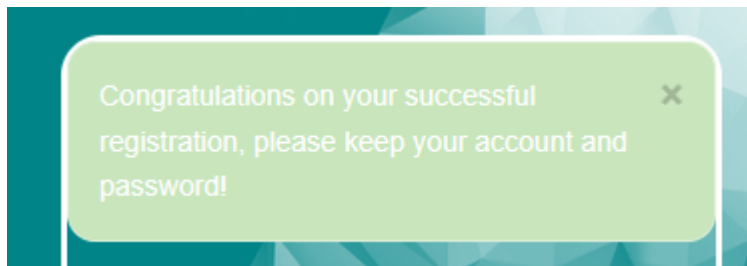 Congratulations on your successful
registration, please keep your account and
password!